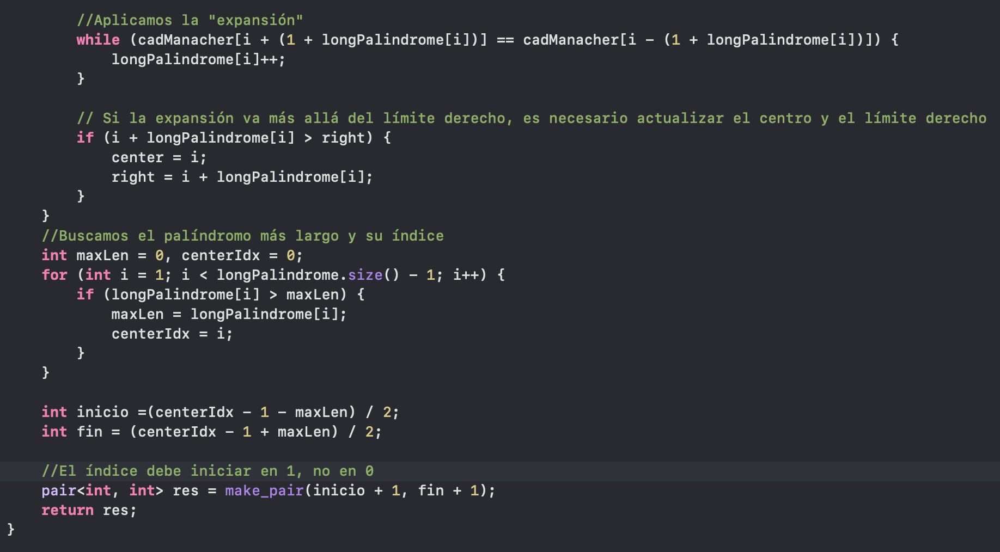 //Aplicamos la "expansión"
while (cadManacher[i + (1 + longPalindrome[i])] == cadManacher[i - (1 + longPalindrome[i])]) {
longPalindrome[i]++;
}
// Si la expansión va más allá del límite derecho, es necesario actualizar el centro y el límite derecho
if (i + longPalindrome[i] > right) {
center = i;
right = i + longPalindrome[i];
}
}
//Buscamos el palíndromo más largo y su índice
int maxLen = 0, centerIdx = 0;
for (int i = 1; i < longPalindrome.size() - 1; i++) {
if (longPalindrome[i] > maxLen) {
maxLen = longPalindrome[i];
centerIdx = i;
}
}
int inicio =(centerIdx - 1 - maxLen) / 2;
int fin = (centerIdx - 1 + maxLen) / 2;
//El índice debe iniciar en 1, no en 0
pair<int, int> res = make_pair(inicio + 1, fin + 1);
return res;
}